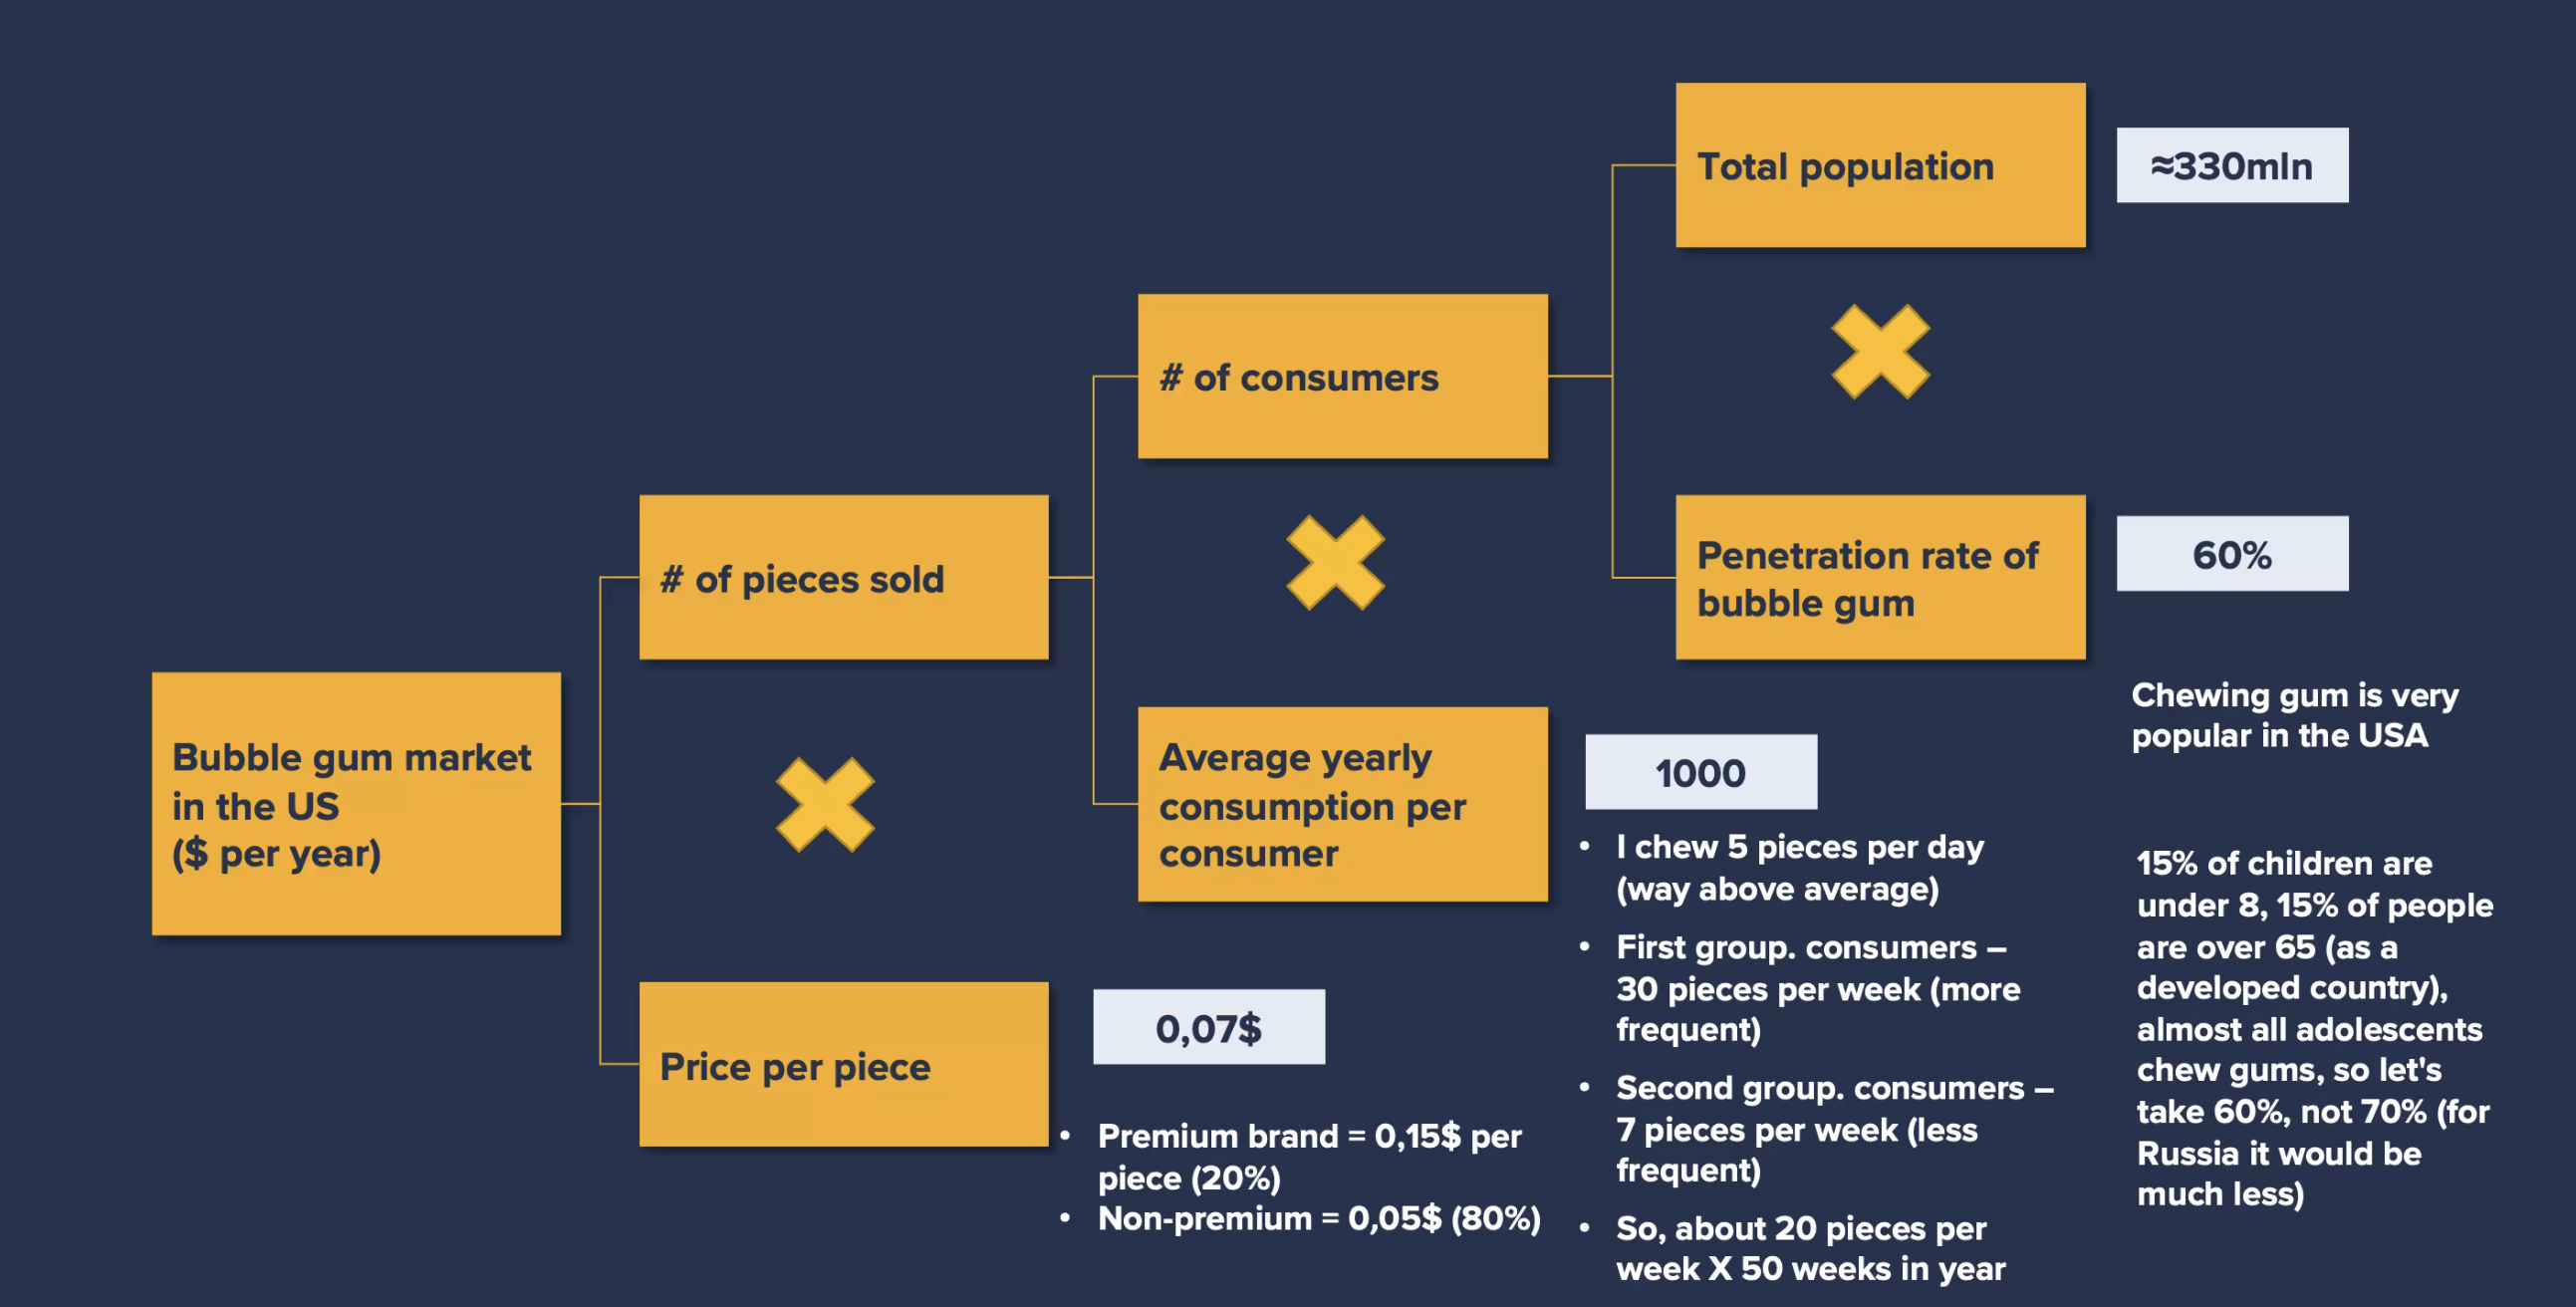 Total population
≈330mln
# of consumers
# of pieces sold
Penetration rate of
bubble gum
60%
Chewing gum is very
popular in the USA
Bubble gum market
in the US
($ per year)
Average yearly
consumption per
consumer
1000
• I chew 5 pieces per day
(way above average)
• First group. consumers –
30 pieces per week (more
frequent)
• Second group. consumers –
7 pieces per week (less
frequent)
• So, about 20 pieces per
week X 50 weeks in year
15% of children are
under 8, 15% of people
are over 65 (as a
developed country),
almost all adolescents
chew gums, so let's
take 60%, not 70% (for
Russia it would be
much less)
Price per piece
0,07$
• Premium brand = 0,15$ per
piece (20%)
• Non-premium = 0,05$ (80%)